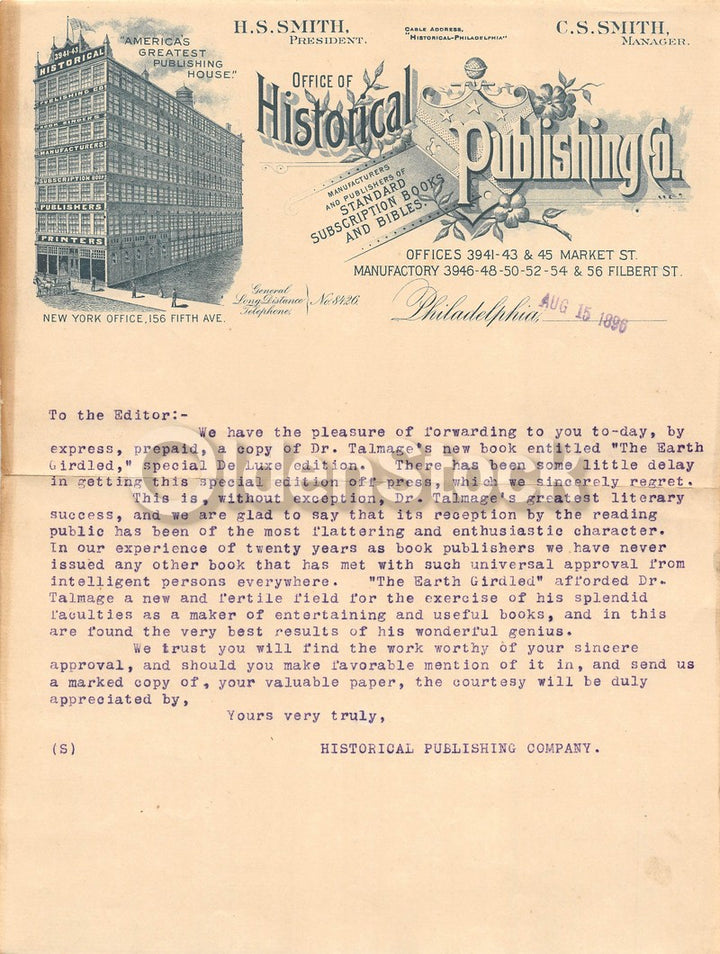 H.S.SMITH,
PRESIDENT.
CABLE ADDRESS,
"HISTORICAL-PHILADELPHIA"
C.S.SMITH,
MANAGER.
"AMERICA'S
GREATEST
PUBLISHING
HOUSE."
3941-43
HISTORICAL
PUBLISHING CO
BOOK BINDERS
MANUFACTURERS
SUBSCRIPTION BOOK
PUBLISHERS
PRINTERS
OFFICE OF
Historical
Publishing Co.
MANUFACTURERS
AND PUBLISHERS OF
STANDARD
SUBSCRIPTION BOOKS
AND BIBLES.
OFFICES 3941-43 & 45 MARKET ST.
MANUFACTORY 3946-48-50-52-54 & 56 FILBERT ST.
General
Long Distance
Telephone,
No 8426.
NEW YORK OFFICE, 156 FIFTH AVE.
Philadelphia, AUG 15 1896
To the Editor:-
We have the pleasure of forwarding to you to-day, by
express, prepaid, a copy of Dr. Talmage's new book entitled "The Earth
Girdled," special De Luxe edition. There has been some little delay
in getting this special edition off press, which we sincerely regret.
This is, without exception, Dr. Talmage's greatest literary
success, and we are glad to say that its reception by the reading
public has been of the most flattering and enthusiastic character.
In our experience of twenty years as book publishers we have never
issued any other book that has met with such universal approval from
intelligent persons everywhere. "The Earth Girdled" afforded Dr.
Talmage a new and fertile field for the exercise of his splendid
faculties as a maker of entertaining and useful books, and in this
are found the very best results of his wonderful genius.
We trust you will find the work worthy of your sincere
approval, and should you make favorable mention of it in, and send us
a marked copy of, your valuable paper, the courtesy will be duly
appreciated by,
Yours very truly,
(S) HISTORICAL PUBLISHING COMPANY.